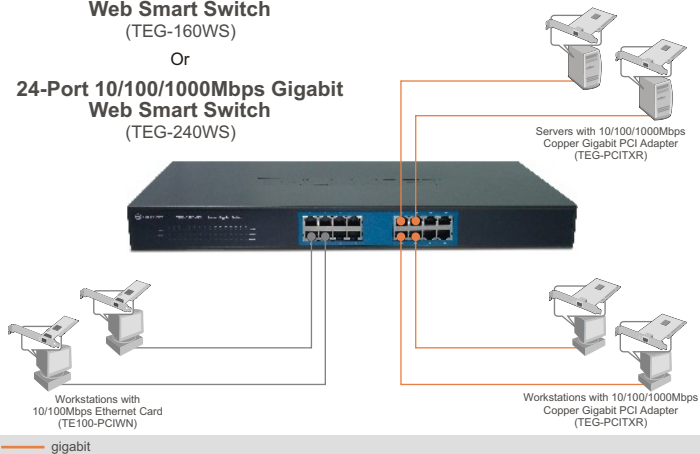 Web Smart Switch
(TEG-160WS)
Or
24-Port 10/100/1000Mbps Gigabit
Web Smart Switch
(TEG-240WS)
Servers with 10/100/1000Mbps
Copper Gigabit PCI Adapter
(TEG-PCITXR)
Workstations with
10/100Mbps Ethernet Card
(TE100-PCIWN)
Workstations with 10/100/1000Mbps
Copper Gigabit PCI Adapter
(TEG-PCITXR)
gigabit